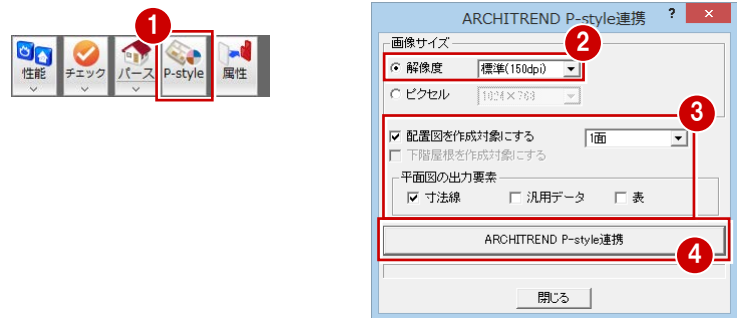 1
性能
チェック
パース
P-style
属性
ARCHITREND P-style連携 ? ×
画像サイズ
2
解像度 標準(150dpi)
ピクセル 1024×768
3
配置図を作成対象にする 1面
下階屋根を作成対象にする
平面図の出力要素
寸法線 汎用データ 表
ARCHITREND P-style連携
4
閉じる